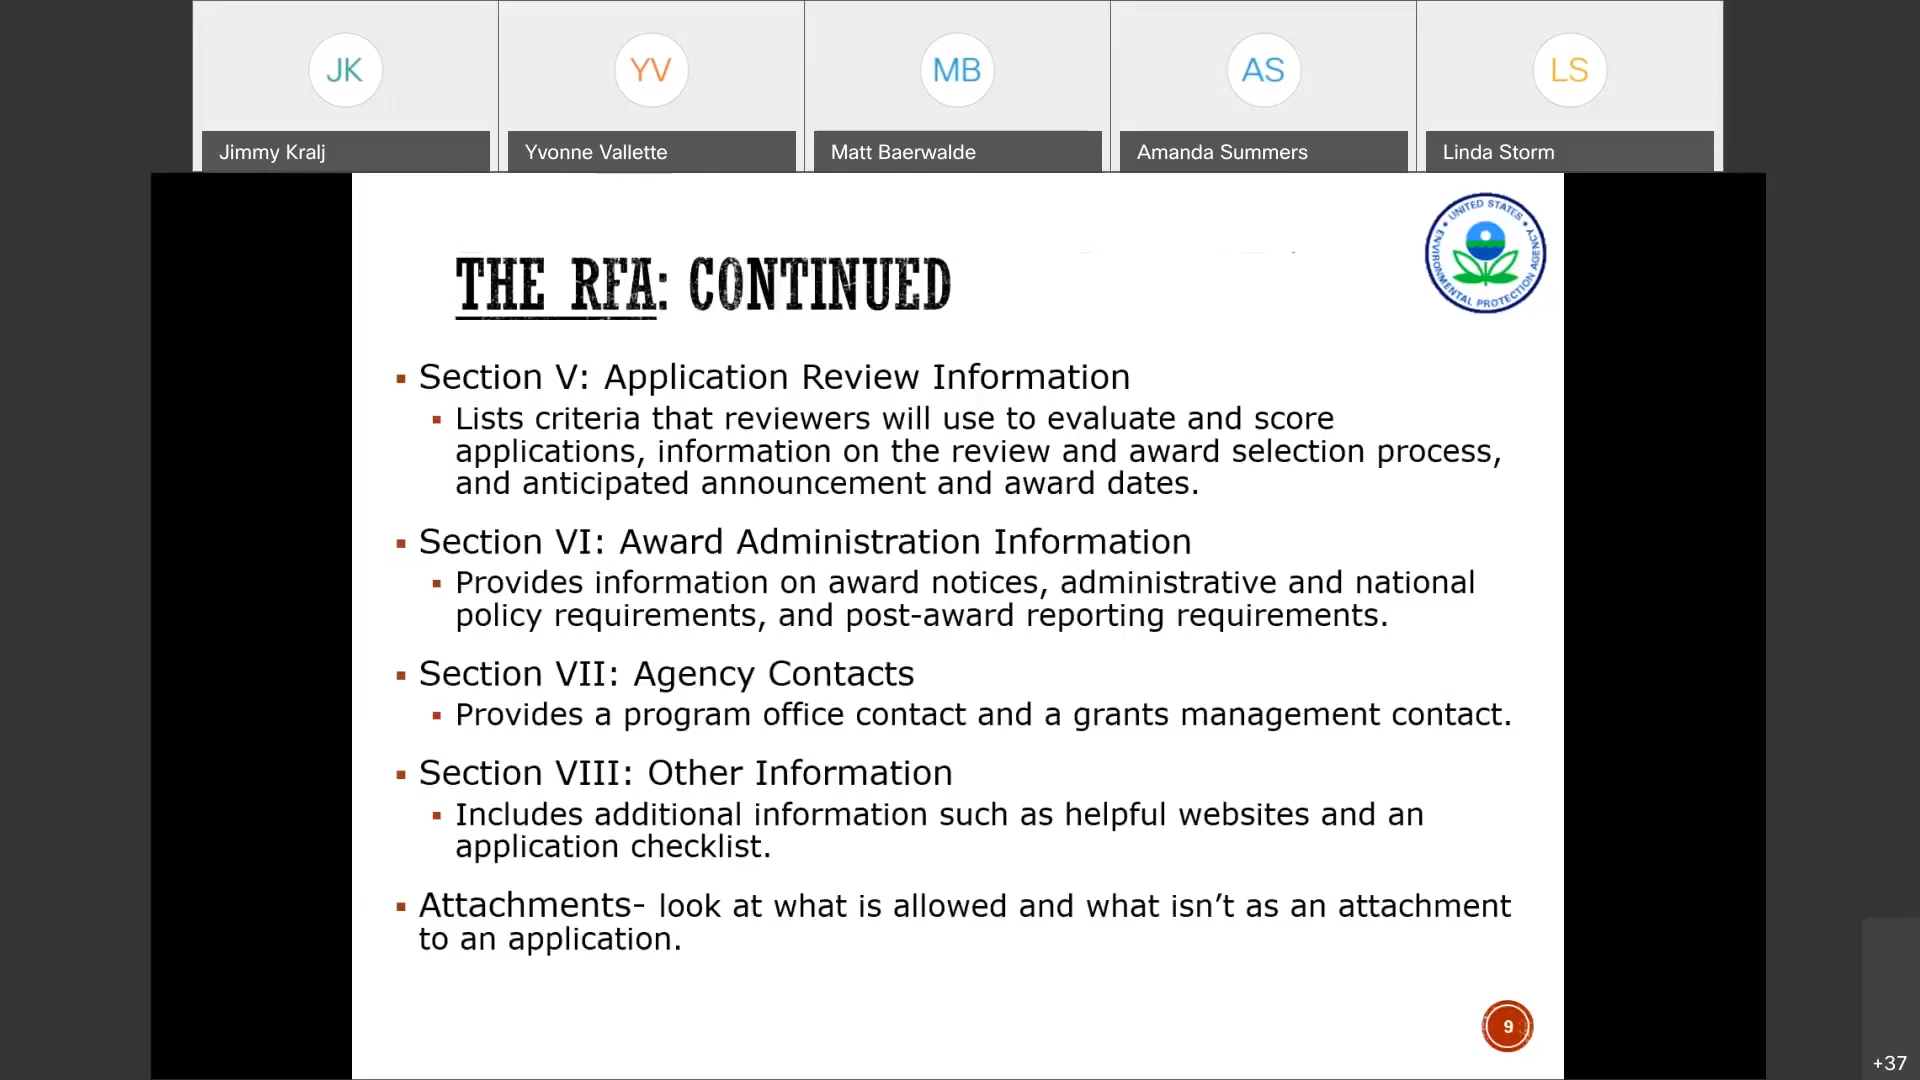 JK
YV
MB
AS
LS
Jimmy Kralj
Yvonne Vallette
Matt Baerwalde
Amanda Summers
Linda Storm
UNITED STATES
ENVIRONMENTAL PROTECTION AGENCY
THE RFA: CONTINUED
Section V: Application Review Information
Lists criteria that reviewers will use to evaluate and score
applications, information on the review and award selection process,
and anticipated announcement and award dates.
Section VI: Award Administration Information
Provides information on award notices, administrative and national
policy requirements, and post-award reporting requirements.
Section VII: Agency Contacts
Provides a program office contact and a grants management contact.
Section VIII: Other Information
Includes additional information such as helpful websites and an
application checklist.
Attachments- look at what is allowed and what isn’t as an attachment
to an application.
9
+37